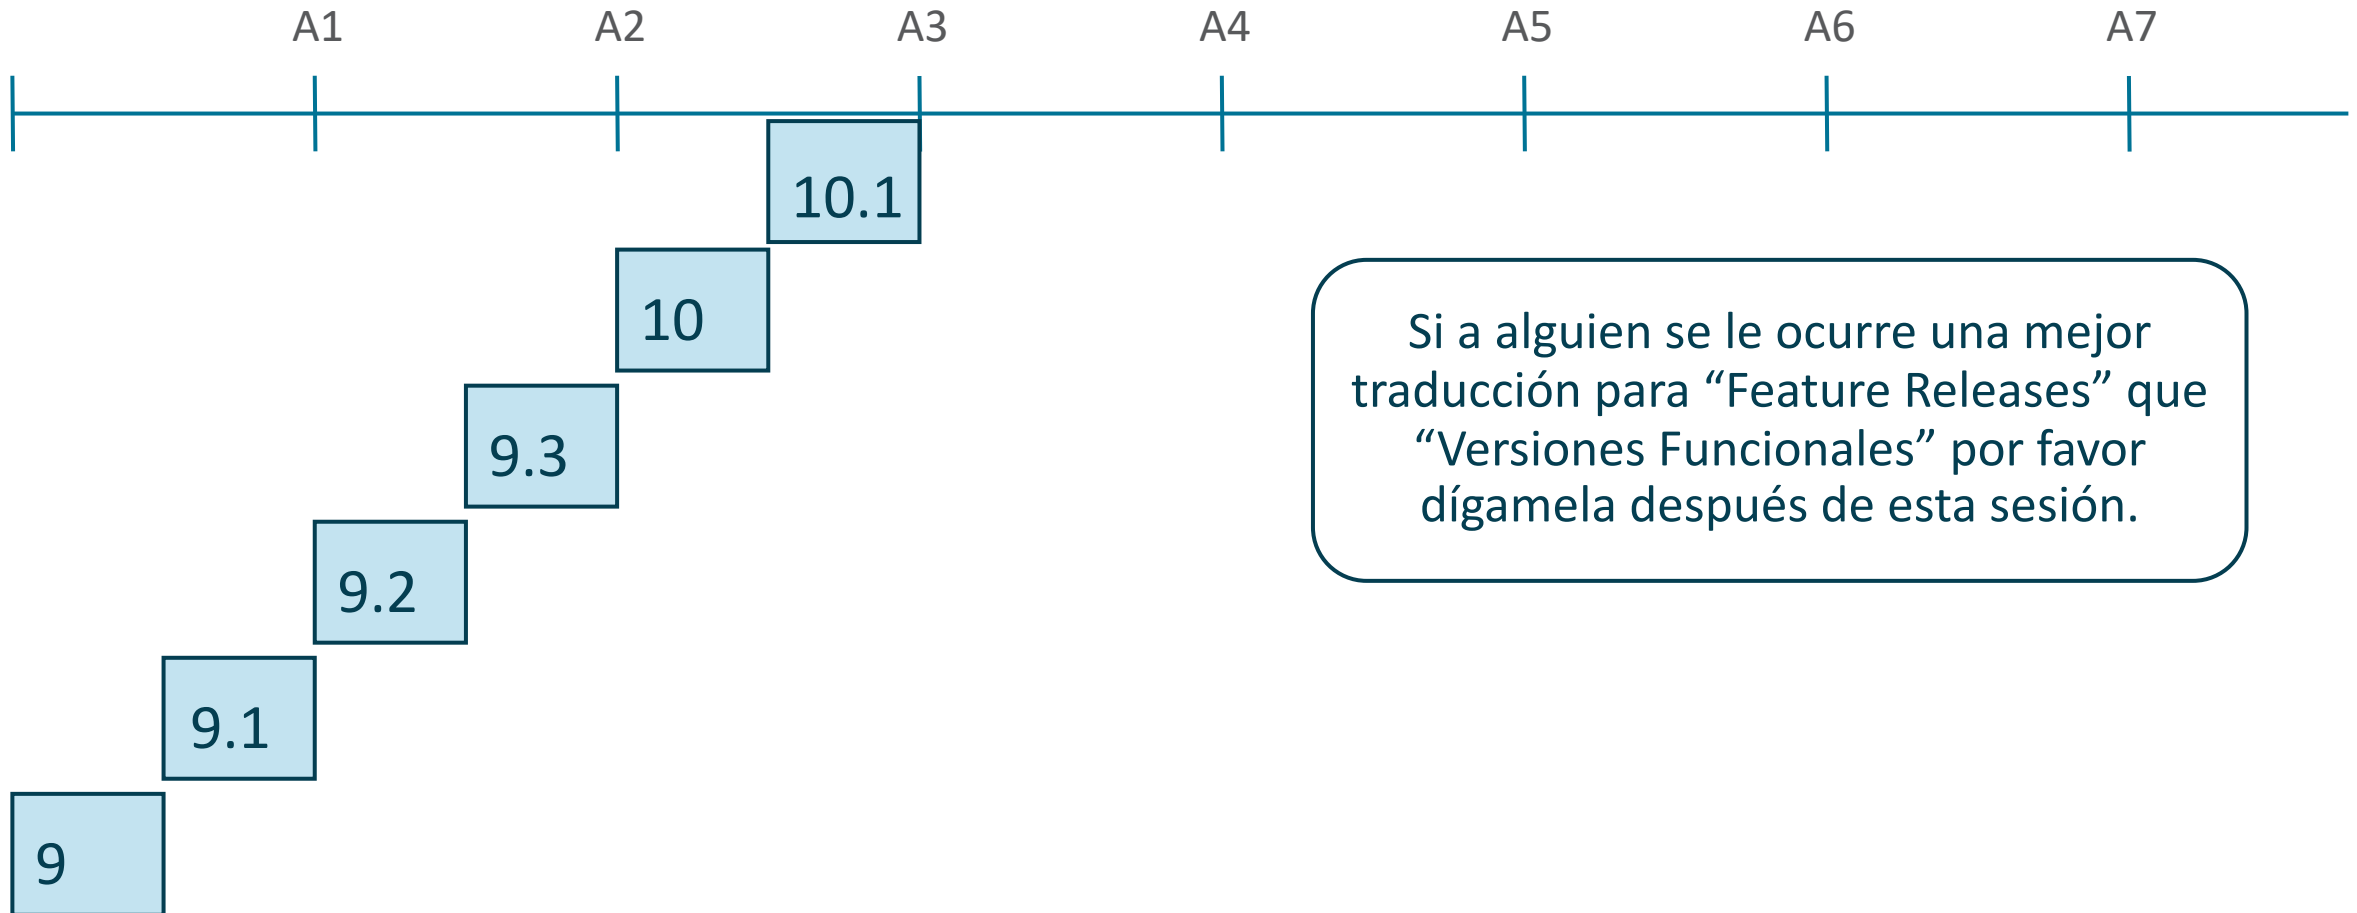 A1 A2 A3 A4 A5 A6 A7
10.1
10
9.3
9.2
9.1
9
Si a alguien se le ocurre una mejor
traducción para “Feature Releases” que
“Versiones Funcionales” por favor
dígamela después de esta sesión.